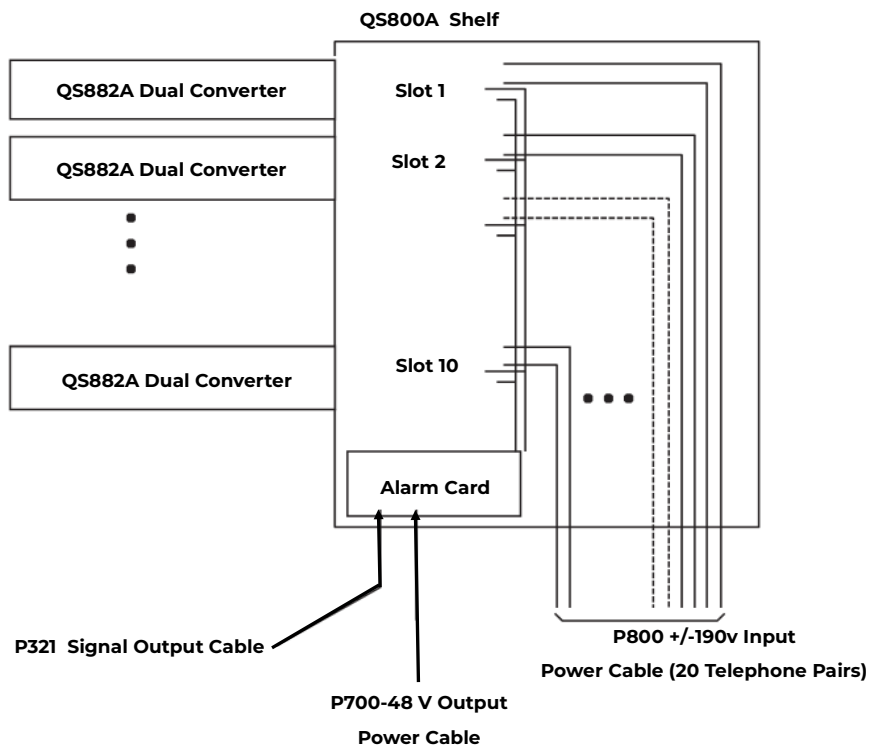 QS800A Shelf
QS882A Dual Converter
Slot 1
QS882A Dual Converter
Slot 2
QS882A Dual Converter
Slot 10
Alarm Card
P321 Signal Output Cable
P800 +/-190v Input
Power Cable (20 Telephone Pairs)
P700-48 V Output
Power Cable